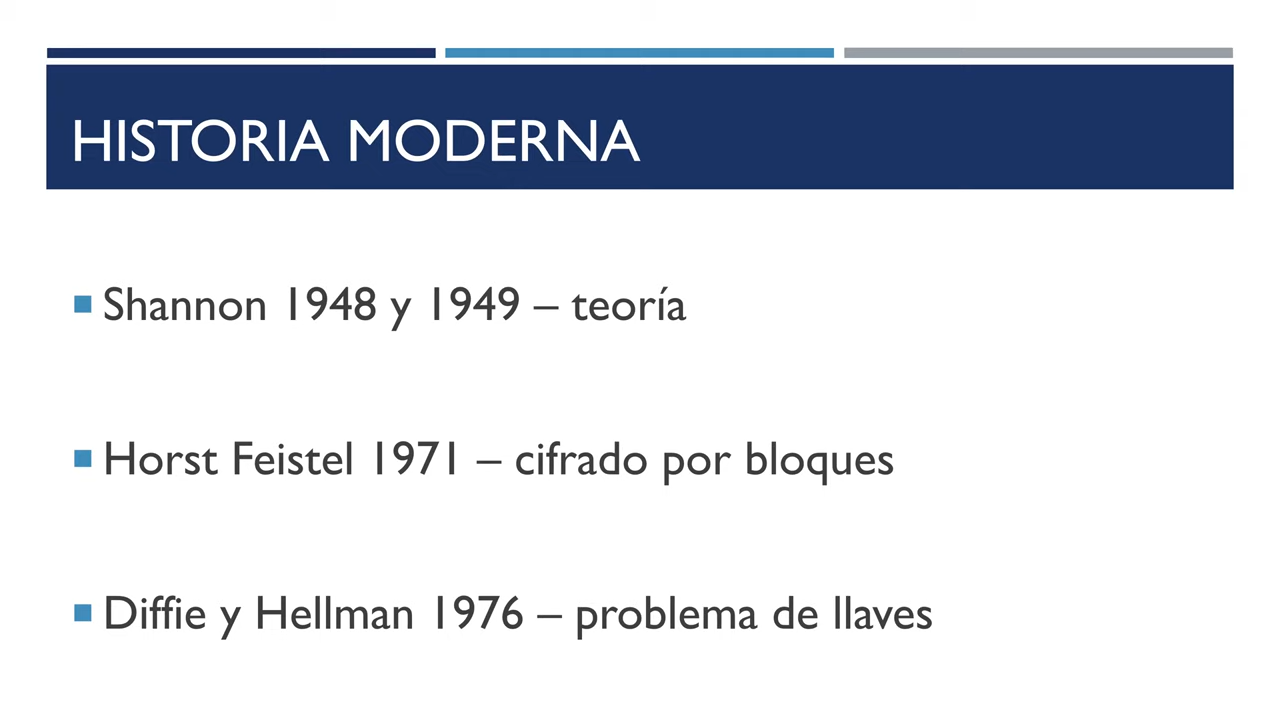 HISTORIA MODERNA
Shannon 1948 y 1949 – teoría
Horst Feistel 1971 – cifrado por bloques
Diffie y Hellman 1976 – problema de llaves